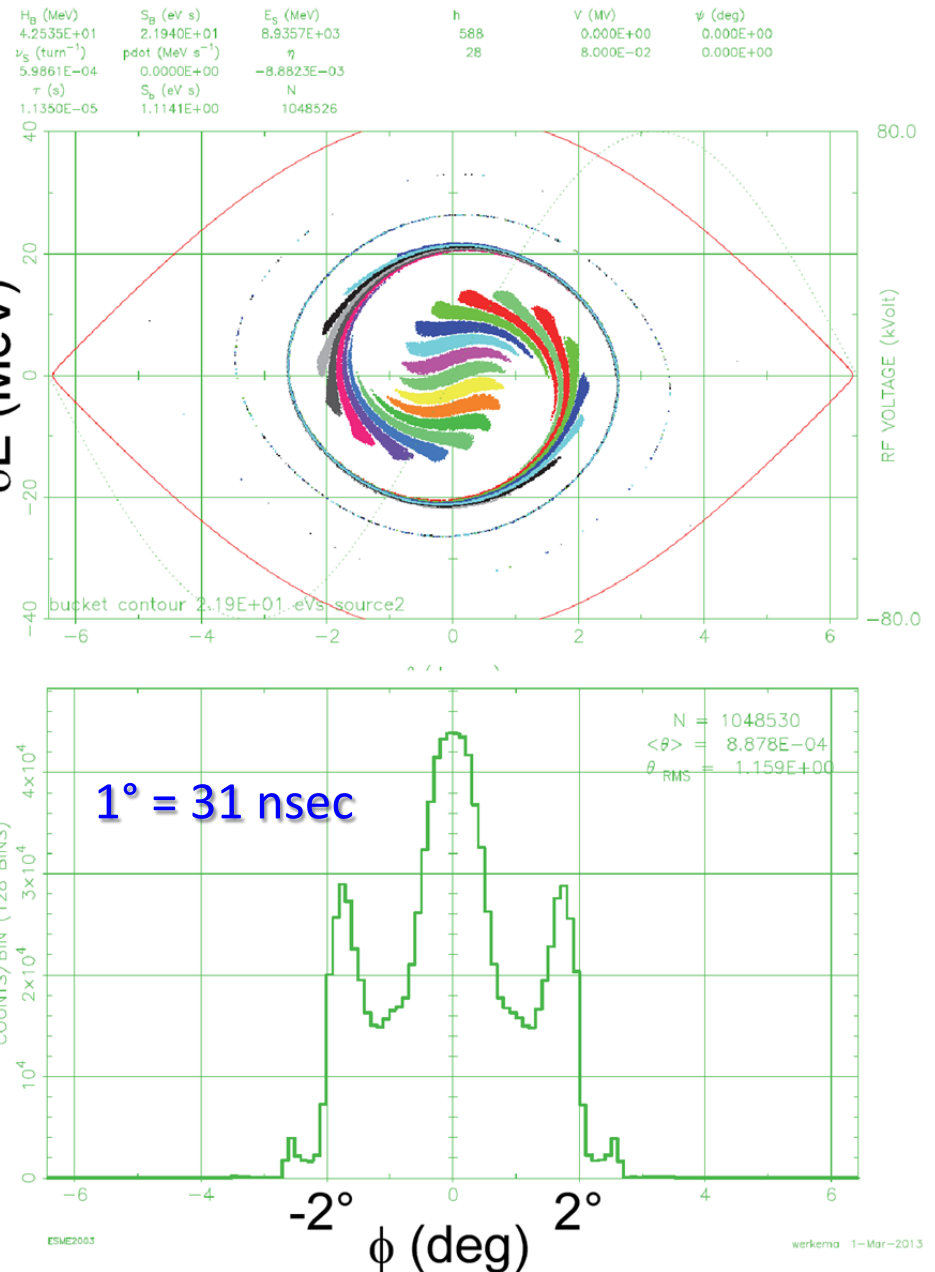 H_B (MeV) S_B (eV s) E_S (MeV) h V (MV) ψ (deg)
4.2535E+01 2.1940E+01 8.9357E+03 588 0.000E+00 0.000E+00
ν_S (turn⁻¹) pdot (MeV s⁻¹) η 28 8.000E−02 0.000E+00
5.9861E−04 0.0000E+00 −8.8823E−03
τ (s) S_b (eV s) N
1.1350E−05 1.1141E+00 1048526
40 80.0
20
0
−20
−40 −80.0
RF VOLTAGE (kVolt)
bucket contour 2.19E+01 eVs source2
−6 −4 −2 0 2 4 6
N = 1048530
<θ> = 8.878E−04
θ RMS = 1.159E+00
1° = 31 nsec
4×10⁴
3×10⁴
2×10⁴
10⁴
0
−6 -2° 0 2° 4 6
ϕ (deg)
ESME2003 werkema 1−Mar−2013